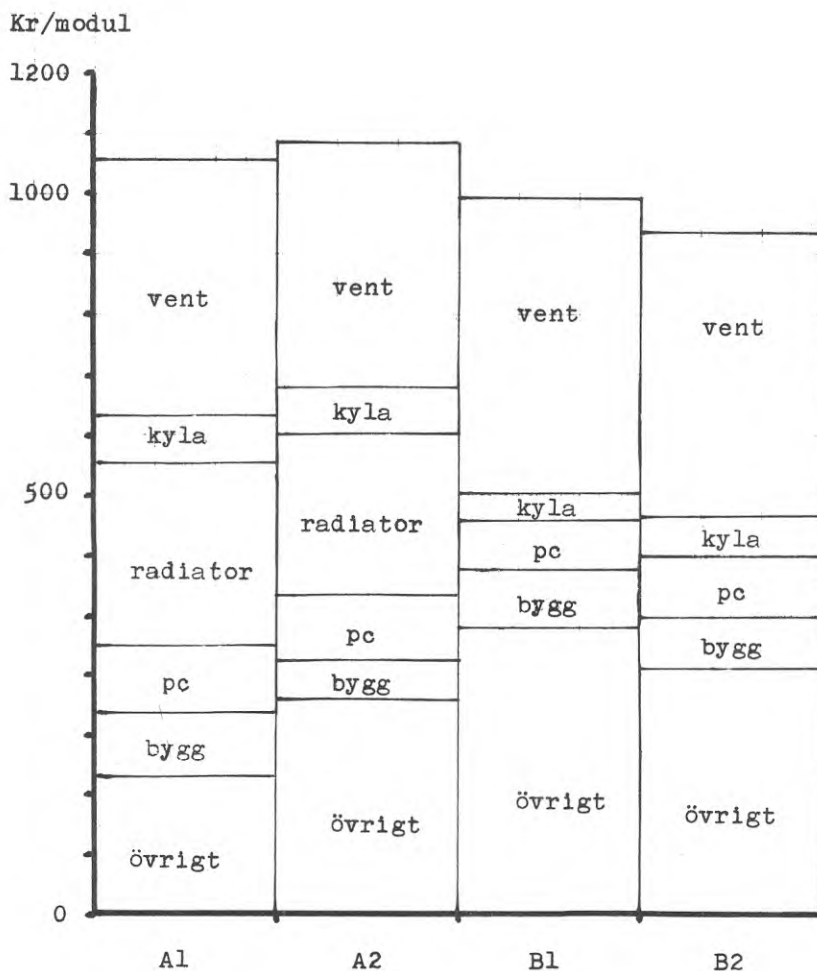 Kr/modul
1200
1000
500
0
vent
kyla
radiator
pc
bygg
övrigt
A1
vent
kyla
radiator
pc
bygg
övrigt
A2
vent
kyla
pc
bygg
övrigt
B1
vent
kyla
pc
bygg
övrigt
B2